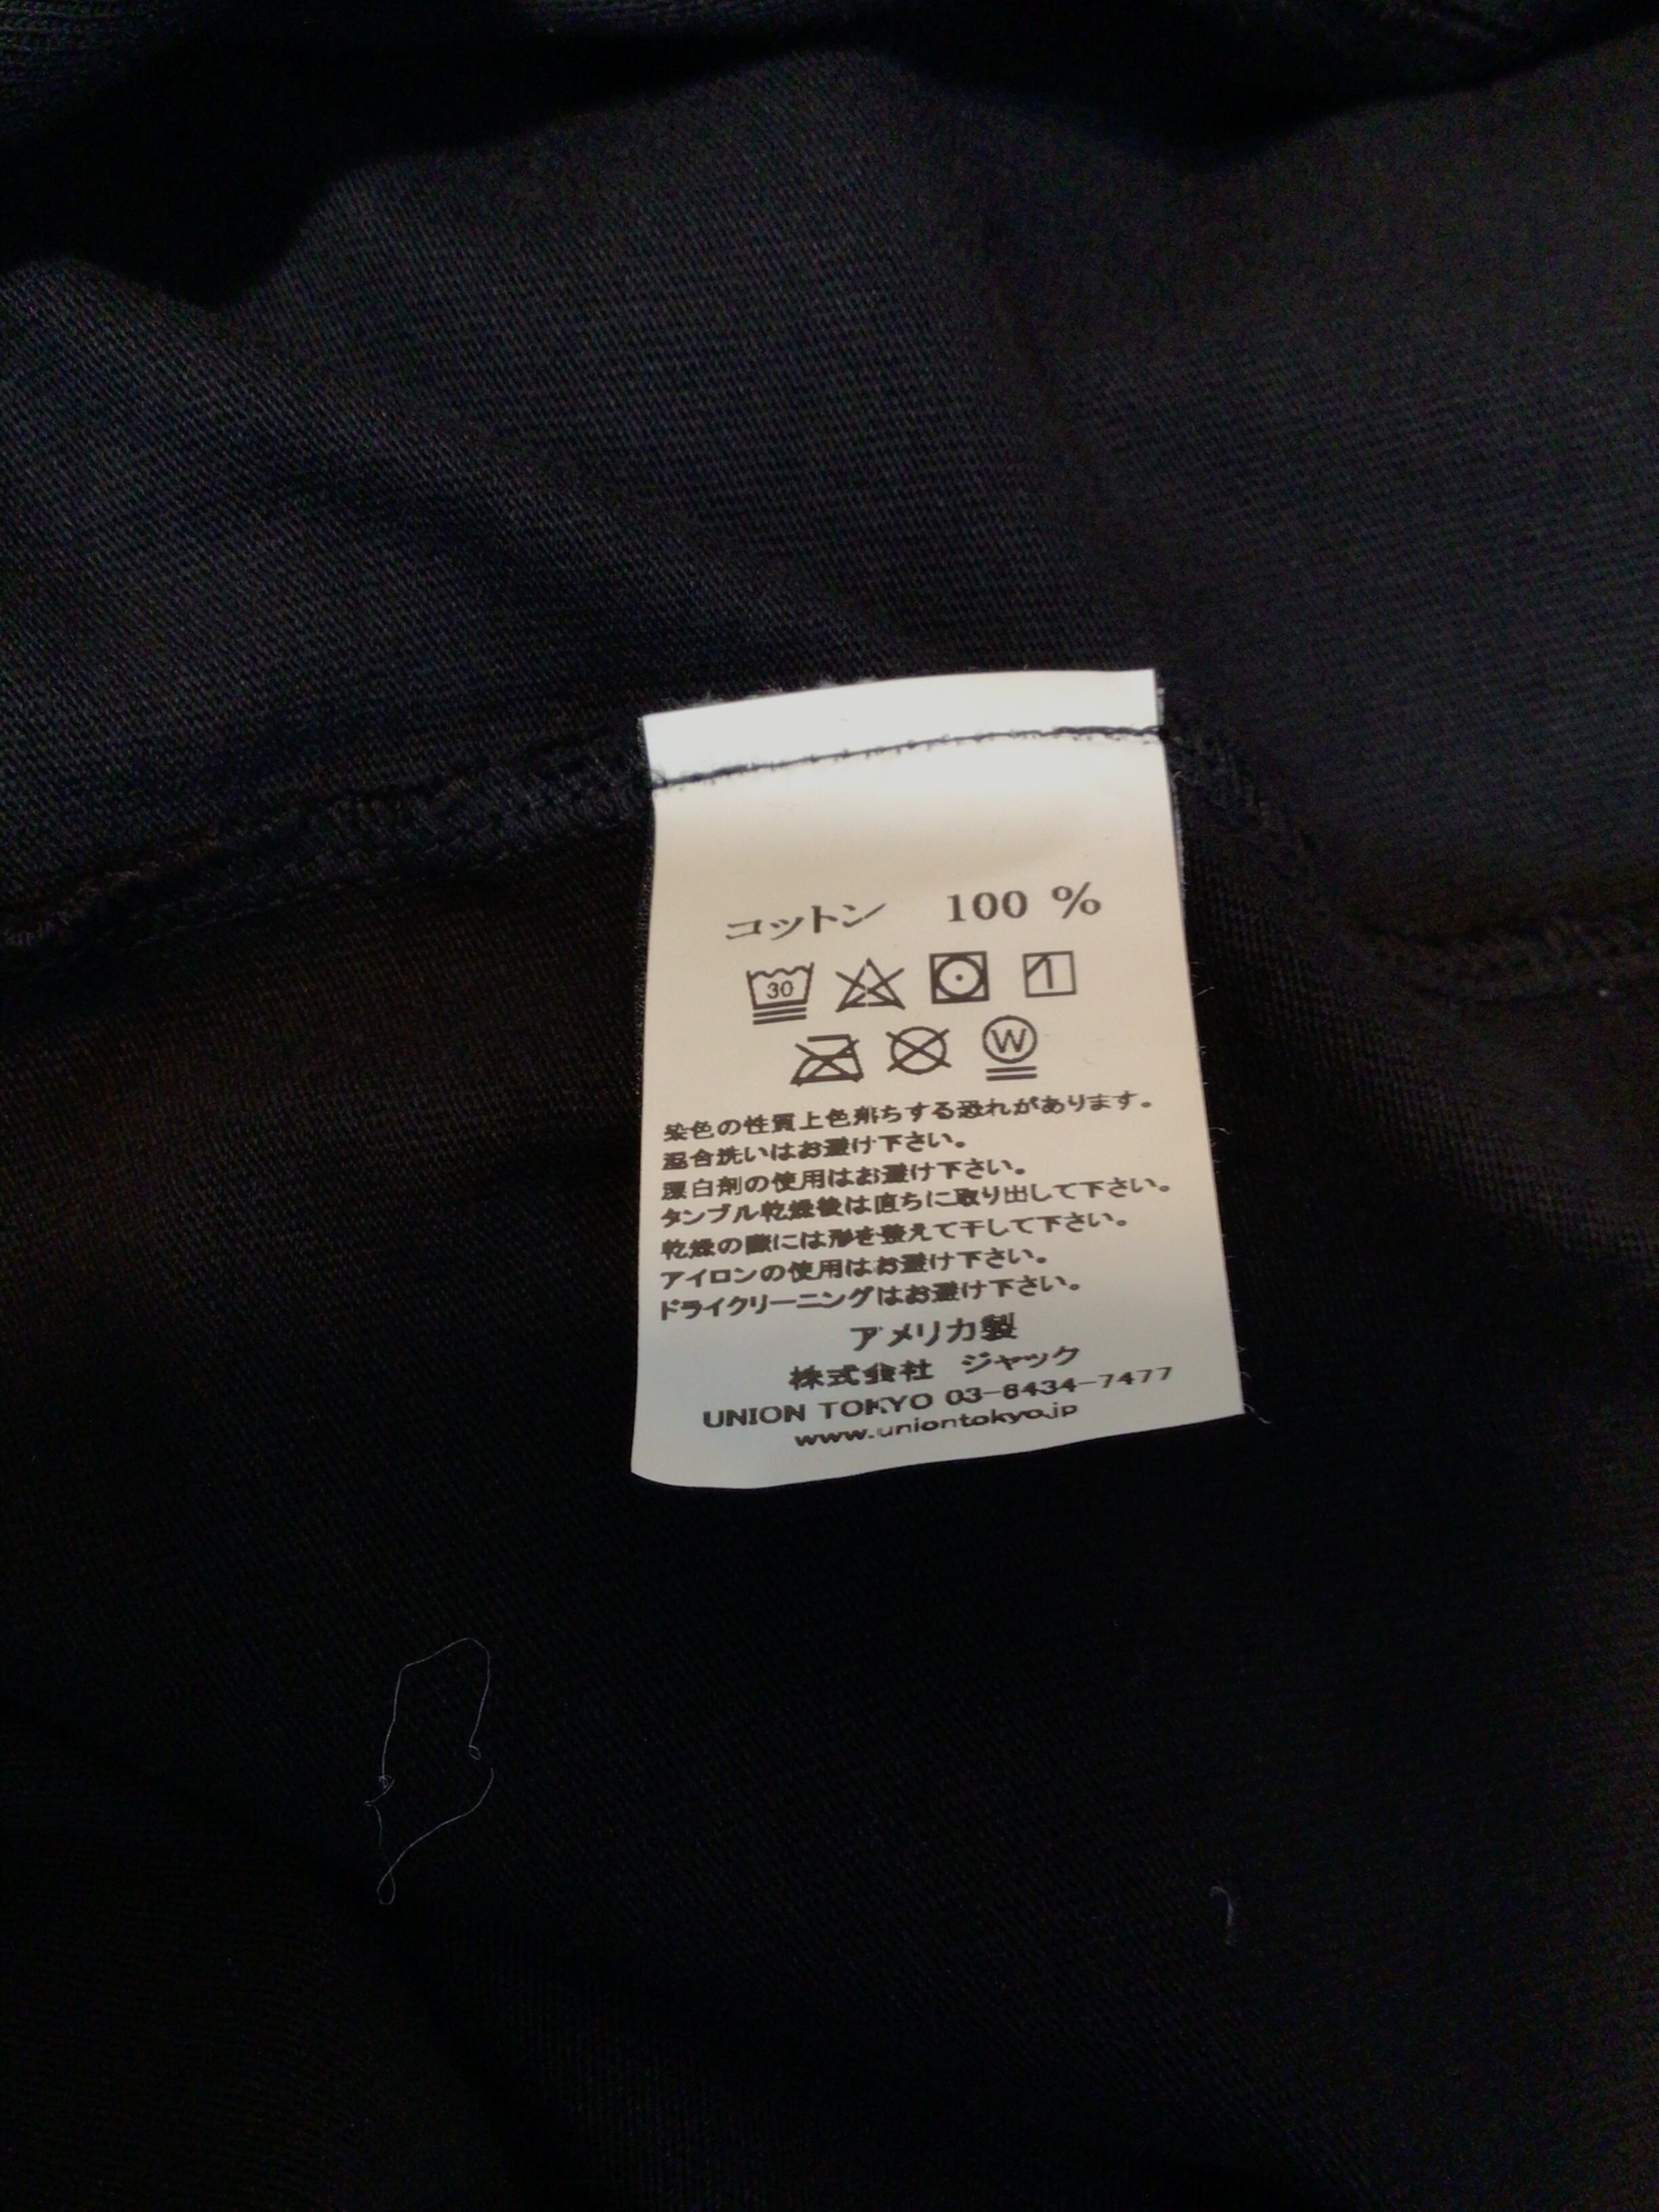 コットン 100 %
30
W
染色の性質上色落ちする恐れがあります。
混合洗いはお避け下さい。
漂白剤の使用はお避け下さい。
タンブル乾燥後は直ちに取り出して下さい。
乾燥の際には形を整えて干して下さい。
アイロンの使用はお避け下さい。
ドライクリーニングはお避け下さい。
アメリカ製
株式会社 ジャック
UNION TOKYO 03-6434-7477
www.uniontokyo.jp